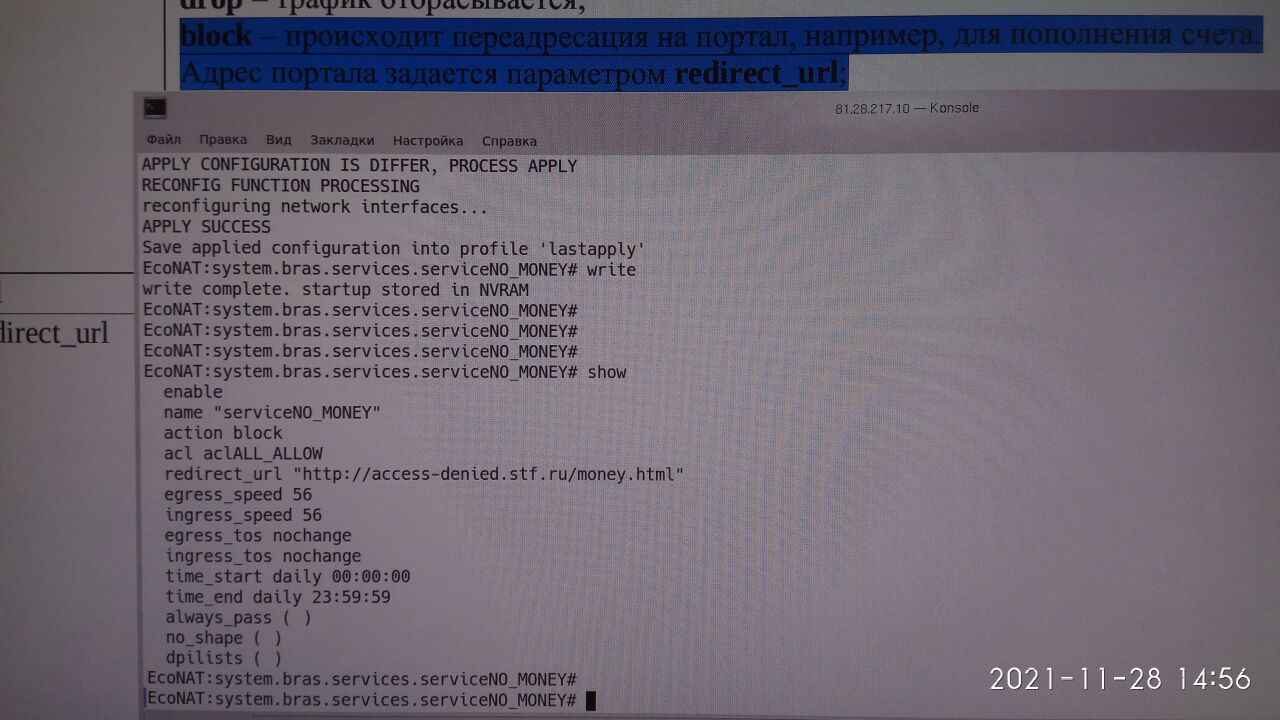 drop – трафик отбрасывается;
block – происходит переадресация на портал, например, для пополнения счета.
Адрес портала задается параметром redirect_url;
81.28.217.10 — Konsole
Файл Правка Вид Закладки Настройка Справка
APPLY CONFIGURATION IS DIFFER, PROCESS APPLY
RECONFIG FUNCTION PROCESSING
reconfiguring network interfaces...
APPLY SUCCESS
Save applied configuration into profile 'lastapply'
EcoNAT:system.bras.services.serviceNO_MONEY# write
write complete. startup stored in NVRAM
EcoNAT:system.bras.services.serviceNO_MONEY#
EcoNAT:system.bras.services.serviceNO_MONEY#
direct_url
EcoNAT:system.bras.services.serviceNO_MONEY#
EcoNAT:system.bras.services.serviceNO_MONEY# show
enable
name "serviceNO_MONEY"
action block
acl aclALL_ALLOW
redirect_url "http://access-denied.stf.ru/money.html"
egress_speed 56
ingress_speed 56
egress_tos nochange
ingress_tos nochange
time_start daily 00:00:00
time_end daily 23:59:59
always_pass ( )
no_shape ( )
dpilists ( )
EcoNAT:system.bras.services.serviceNO_MONEY#
EcoNAT:system.bras.services.serviceNO_MONEY#
2021-11-28 14:56